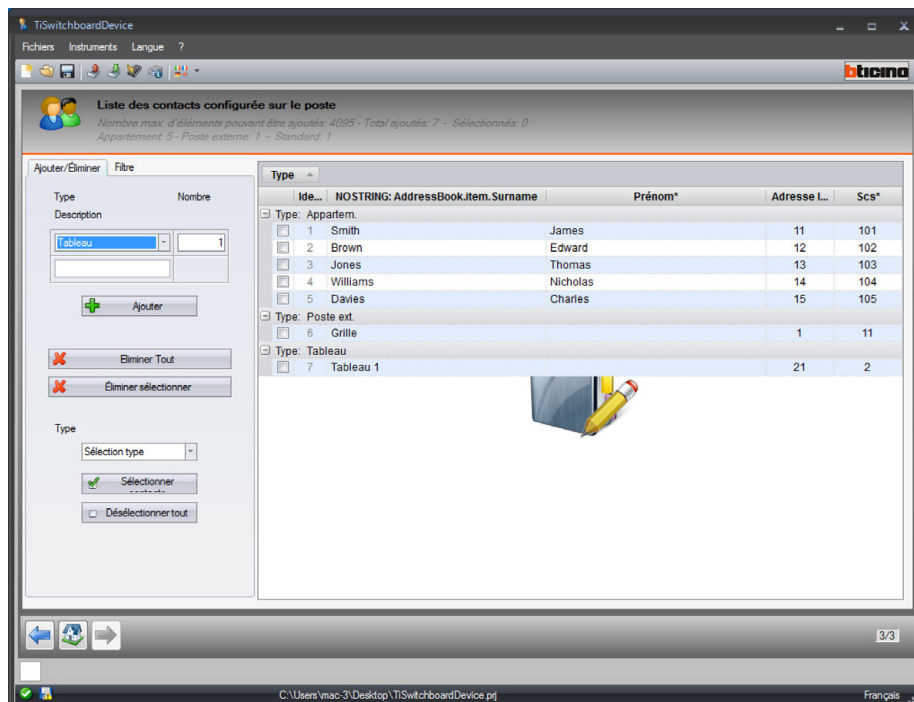 TiSwitchboardDevice
Fichiers Instruments Langue ?
bticino
Liste des contacts configurée sur le poste
Nombre max. d'éléments pouvant être ajoutés: 4095 - Total ajoutés: 7 - Sélectionnés: 0
Appartement: 5 - Poste externe: 1 - Standard: 1
Ajouter/Éliminer Filtre
Type Nombre
Description
Tableau 1
Ajouter
Eliminer Tout
Éliminer sélectionner
Type
Sélection type
Sélectionner
Désélectionner tout
Type
Ide... NOSTRING: AddressBook.item.Surname Prénom* Adresse I... Scs*
Type: Appartem.
1 Smith James 11 101
2 Brown Edward 12 102
3 Jones Thomas 13 103
4 Williams Nicholas 14 104
5 Davies Charles 15 105
Type: Poste ext.
6 Grille 1 11
Type: Tableau
7 Tableau 1 21 2
3/3
C:\Users\mac-3\Desktop\TiSwitchboardDevice.prj Français